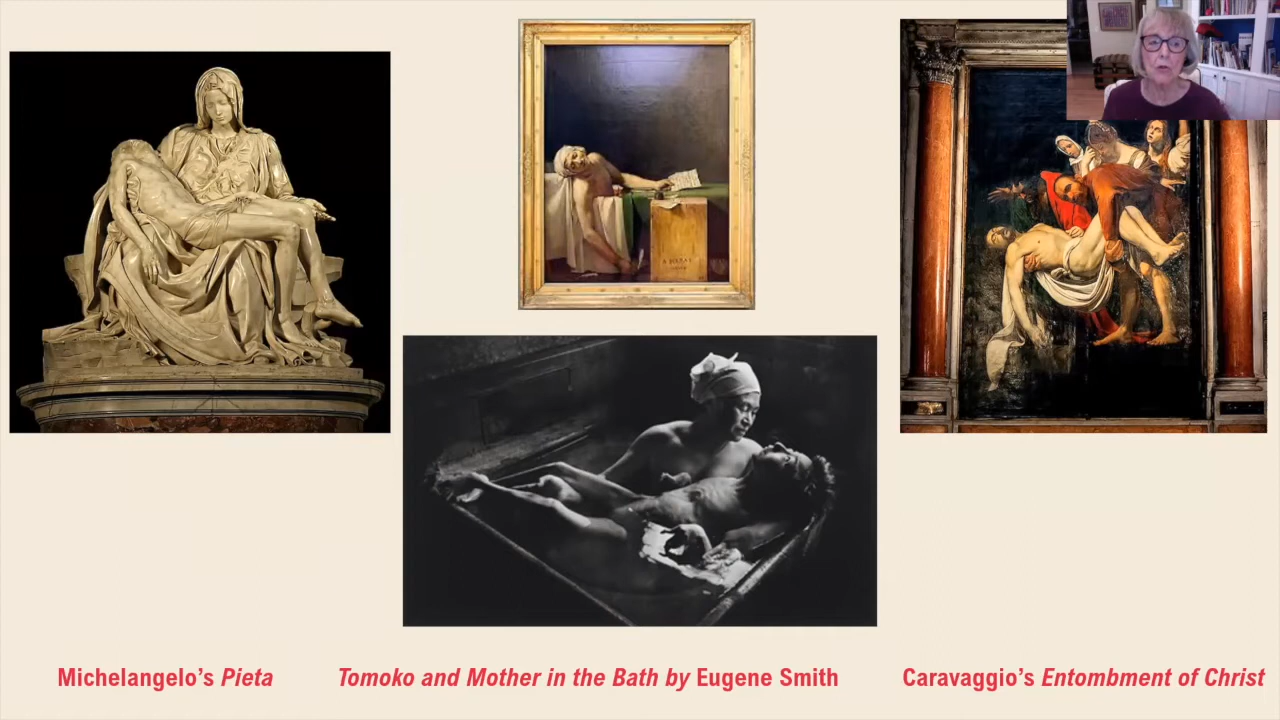 Michelangelo's Pieta
Tomoko and Mother in the Bath by Eugene Smith
Caravaggio's Entombment of Christ